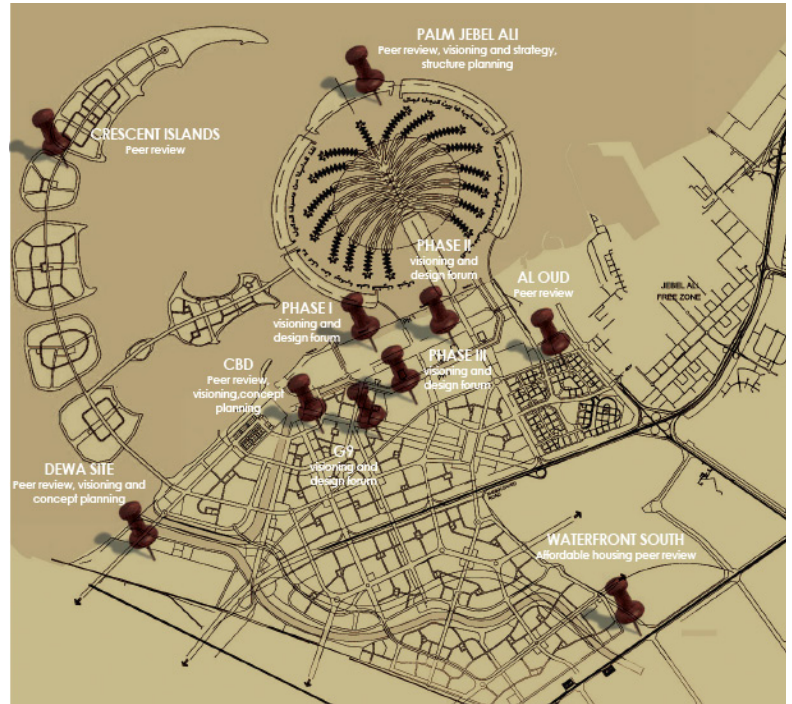 PALM JEBEL ALI
Peer review, visioning and strategy,
structure planning
CRESCENT ISLANDS
Peer review
PHASE II
visioning and
design forum
AL OUD
Peer review
JEBEL ALI
FREE ZONE
PHASE I
visioning and
design forum
CBD
Peer review,
visioning,concept
planning
PHASE III
visioning and
design forum
G9
visioning and
design forum
DEWA SITE
Peer review, visioning and
concept planning
WATERFRONT SOUTH
Affordable housing peer review